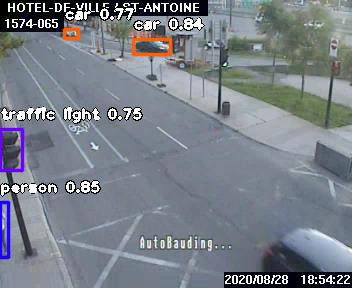 HOTEL-DE-VILLE / ST-ANTOINE
1574-065
car 0.77
car 0.84
traffic light 0.75
person 0.85
AutoBauding...
2020/08/28 18:54:22